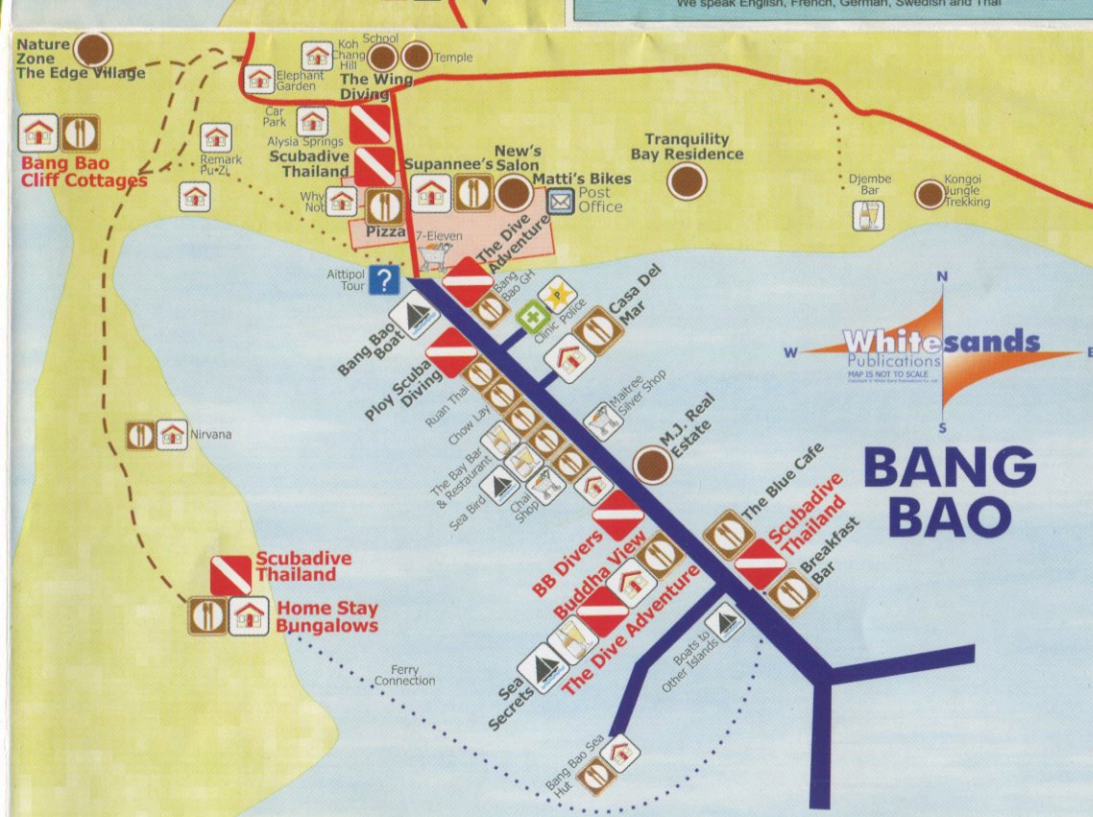 We speak English, French, German, Swedish and Thai
Nature
Zone
The Edge Village
Elephant
Garden
Koh
Chang
Hill
School
Temple
The Wing
Diving
Car
Park
Alysia Springs
Scubadive
Thailand
Bang Bao
Cliff Cottages
Remark
Pu-Zi
Why
Not
Pizza
Supannee's
New's
Salon
Matti's Bikes
Post
Office
Tranquility
Bay Residence
Djembe
Bar
Kongoi
Jungle
Trekking
7-Eleven
The Dive
Adventure
Aittipol
Tour
?
Bang
Bao GH
P
Clinic Police
Casa Del
Mar
Bang Bao
Boat
Ploy Scuba
Diving
Ruan Thai
Chow Lay
The Bay Bar
& Restaurant
Sea Bird
Chai
Shop
Maitree
Silver Shop
M.J. Real
Estate
N
W
E
S
Whitesands
Publications
MAP IS NOT TO SCALE
BANG
BAO
Nirvana
Scubadive
Thailand
Home Stay
Bungalows
BB Divers
Buddha View
The Dive Adventure
Sea
Secrets
The Blue Cafe
Scubadive
Thailand
Breakfast
Bar
Boats to
Other Islands
Ferry
Connection
Bang Bao Sea
Hut